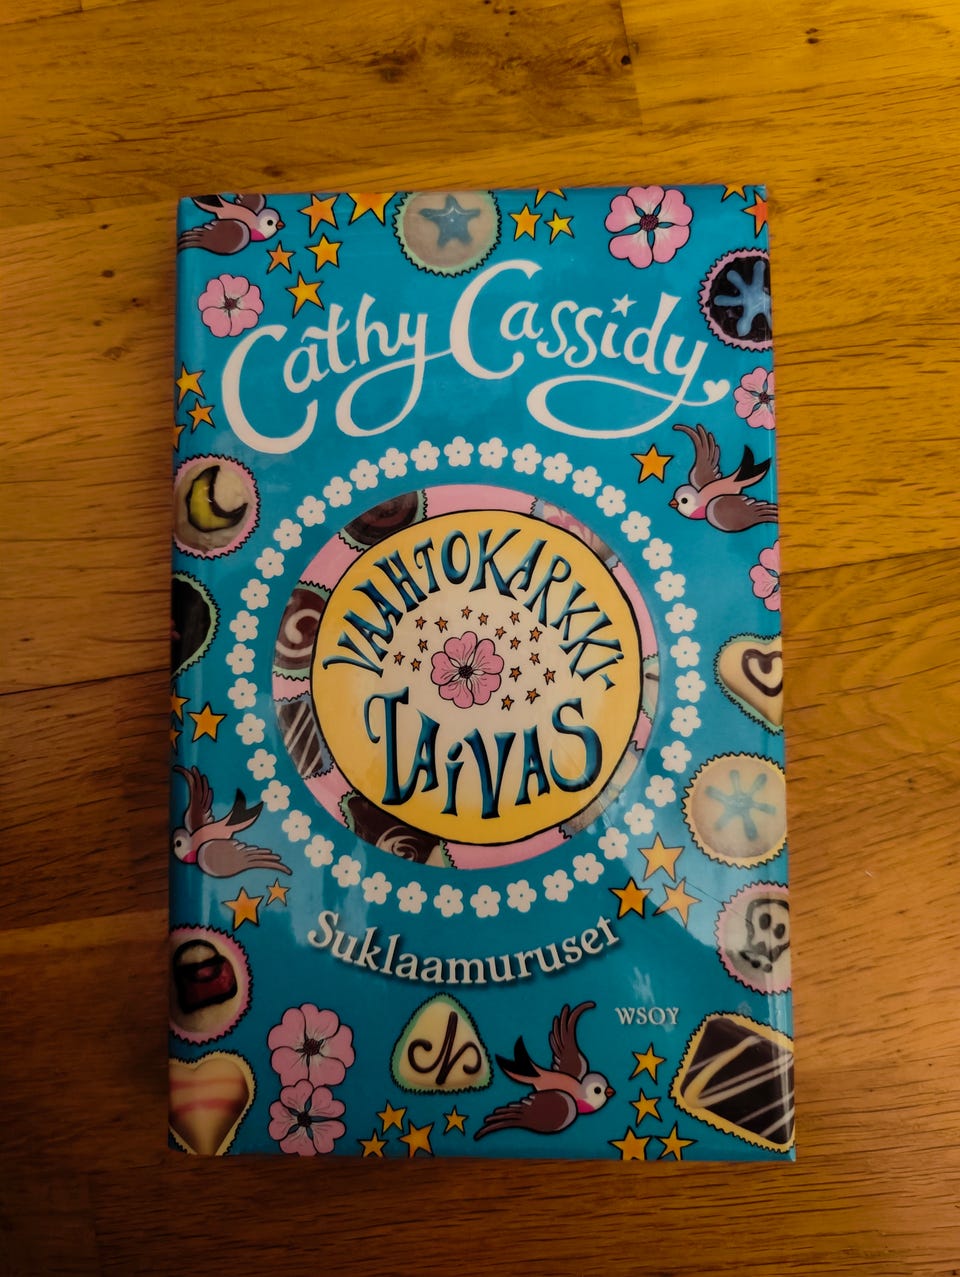 Cathy Cassidy
VAAHTOKARKKI-
TAiVAS
Suklaamuruset
WSOY